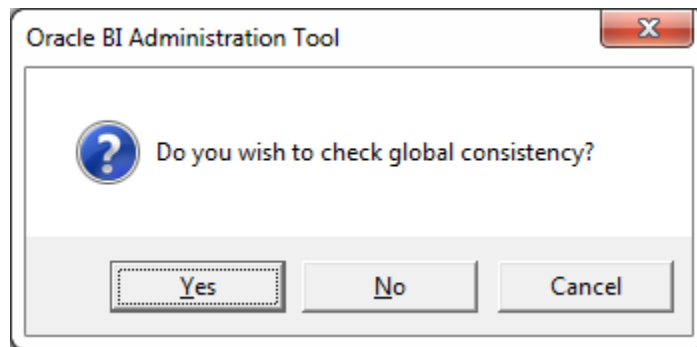 Oracle BI Administration Tool
Do you wish to check global consistency?
Yes
No
Cancel